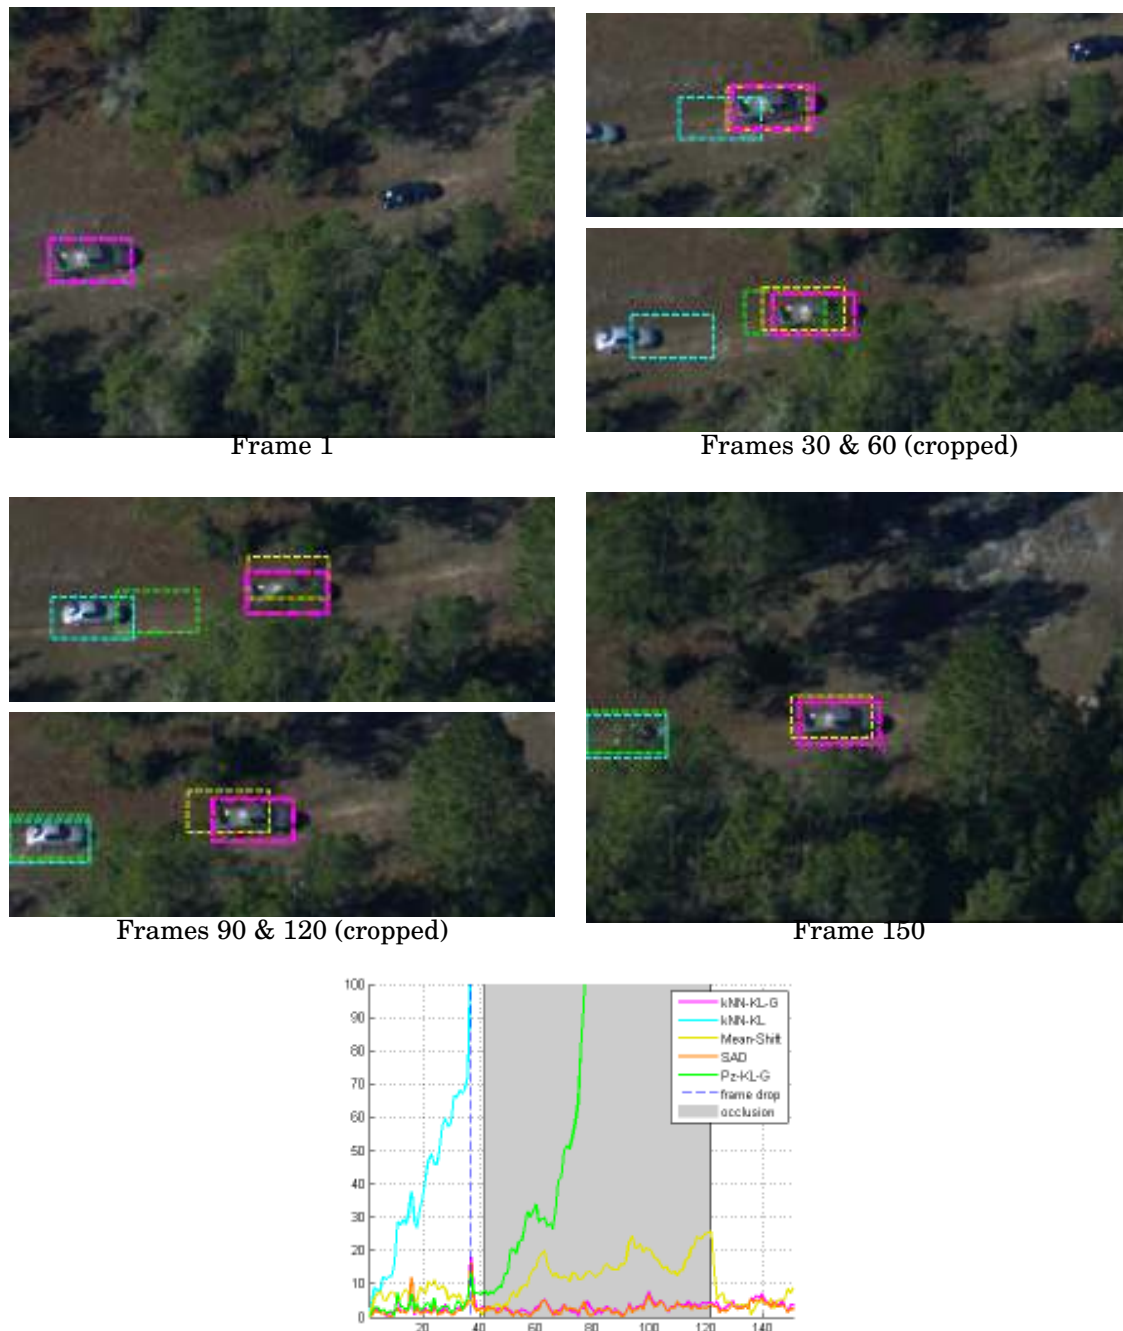 Frame 1
Frames 30 & 60 (cropped)
Frames 90 & 120 (cropped)
Frame 150
100
90
80
70
60
50
40
30
20
10
0
20
40
60
80
100
120
140
kNN-KL-G
kNN-KL
Mean-Shift
SAD
Pz-KL-G
frame drop
occlusion